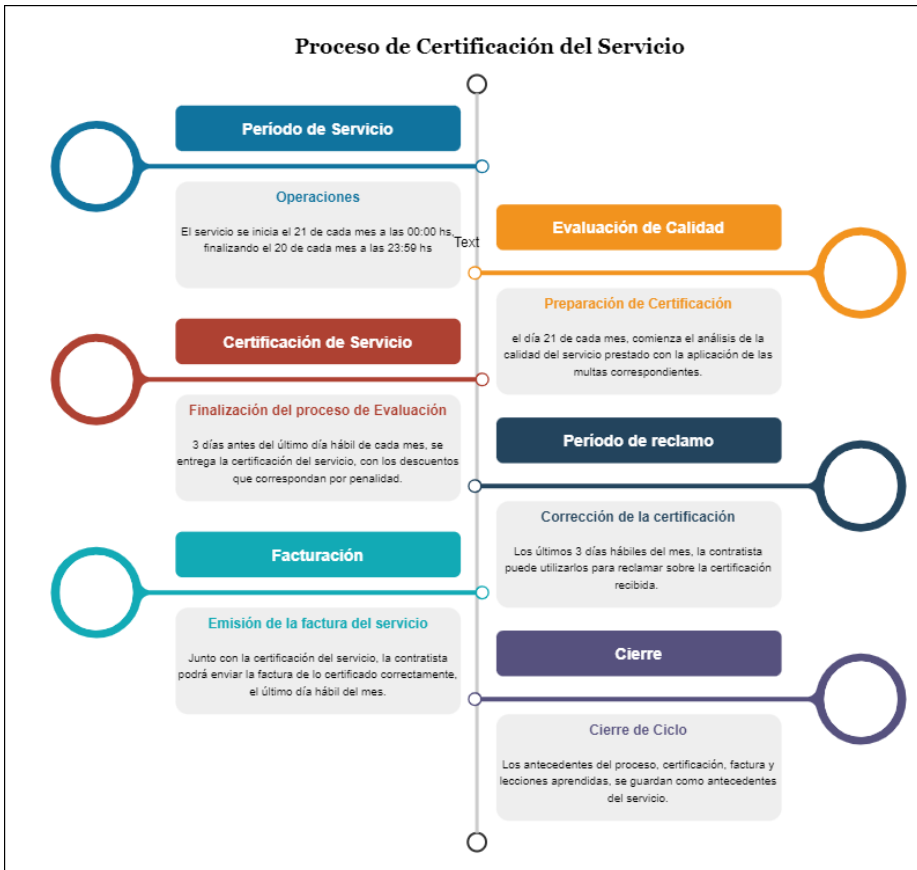 Proceso de Certificación del Servicio
Período de Servicio
Operaciones
El servicio se inicia el 21 de cada mes a las 00:00 hs,
finalizando el 20 de cada mes a las 23:59 hs
Text
Evaluación de Calidad
Preparación de Certificación
el día 21 de cada mes, comienza el análisis de la
calidad del servicio prestado con la aplicación de las
multas correspondientes.
Certificación de Servicio
Finalización del proceso de Evaluación
3 días antes del último día hábil de cada mes, se
entrega la certificación del servicio, con los descuentos
que correspondan por penalidad.
Período de reclamo
Corrección de la certificación
Los últimos 3 días hábiles del mes, la contratista
puede utilizarlos para reclamar sobre la certificación
recibida.
Facturación
Emisión de la factura del servicio
Junto con la certificación del servicio, la contratista
podrá enviar la factura de lo certificado correctamente,
el último día hábil del mes.
Cierre
Cierre de Ciclo
Los antecedentes del proceso, certificación, factura y
lecciones aprendidas, se guardan como antecedentes
del servicio.